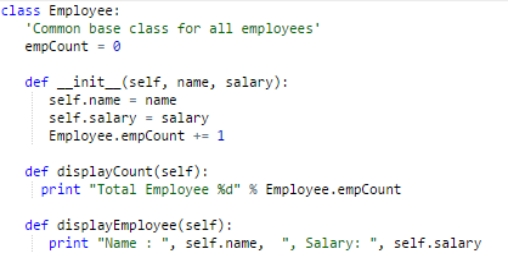 class Employee:
   'Common base class for all employees'
   empCount = 0

   def __init__(self, name, salary):
      self.name = name
      self.salary = salary
      Employee.empCount += 1

   def displayCount(self):
     print "Total Employee %d" % Employee.empCount

   def displayEmployee(self):
      print "Name : ", self.name,  ", Salary: ", self.salary